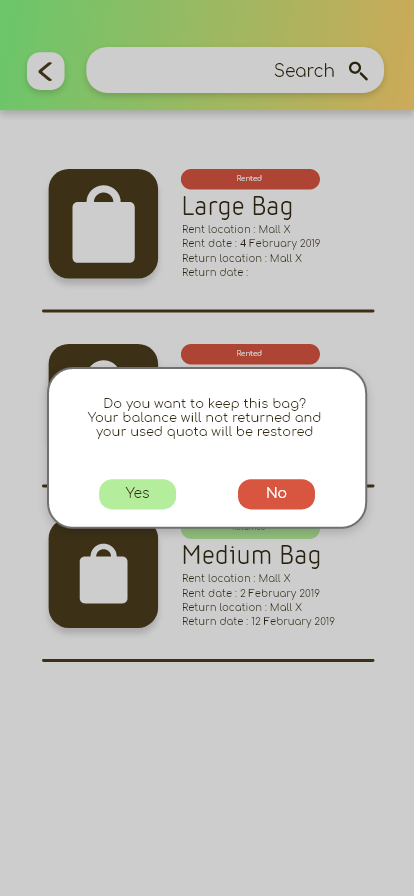 Search
Rented
Large Bag
Rent location : Mall X
Rent date : 4 February 2019
Return location : Mall X
Return date :
Rented
Do you want to keep this bag?
Your balance will not returned and
your used quota will be restored
Yes
No
Medium Bag
Rent location : Mall X
Rent date : 2 February 2019
Return location : Mall X
Return date : 12 February 2019